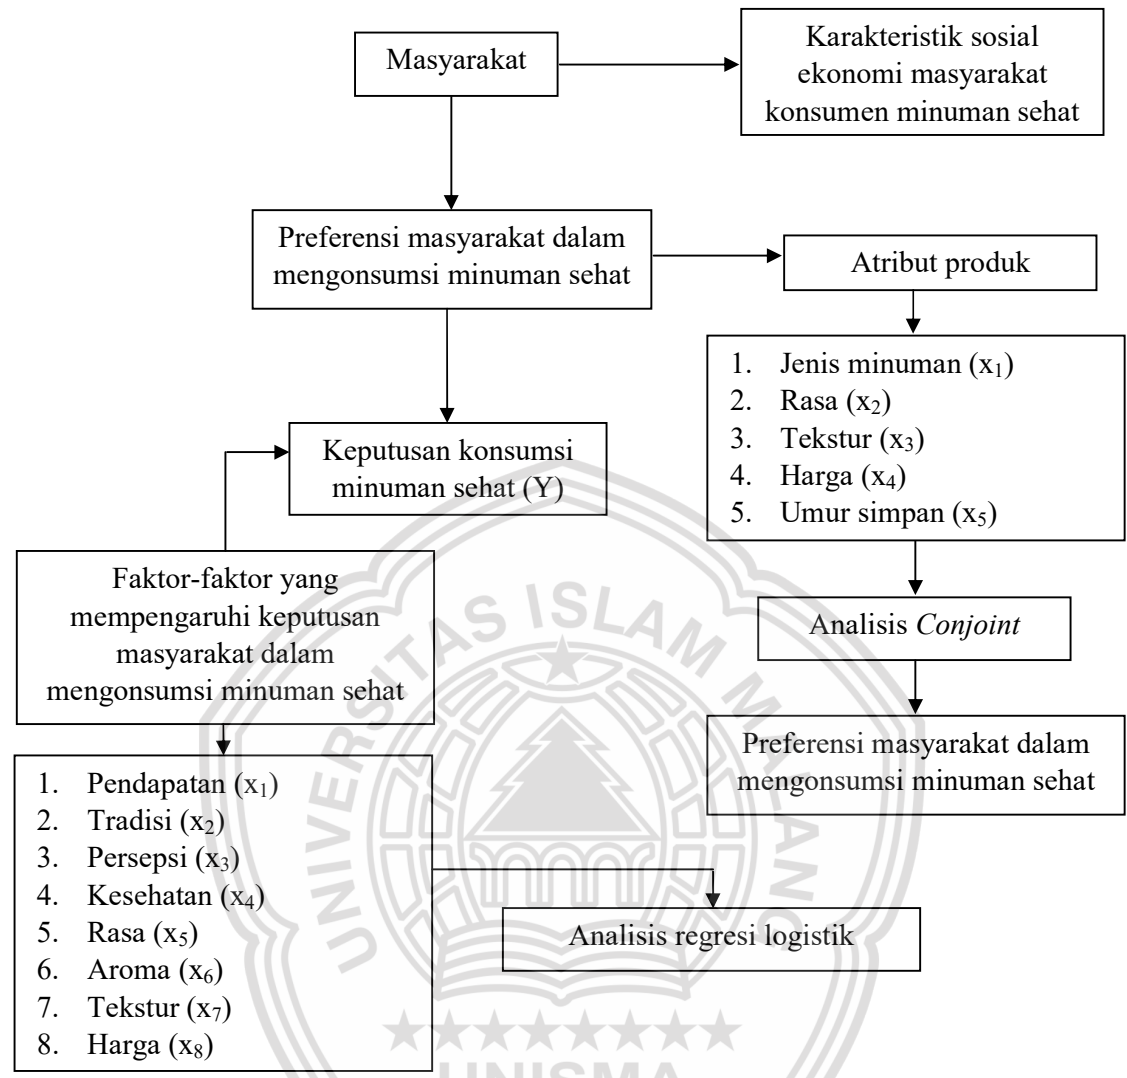 Masyarakat
Karakteristik sosial
ekonomi masyarakat
konsumen minuman sehat
Preferensi masyarakat dalam
mengonsumsi minuman sehat
Atribut produk
1. Jenis minuman (x₁)
2. Rasa (x₂)
3. Tekstur (x₃)
4. Harga (x₄)
5. Umur simpan (x₅)
Keputusan konsumsi
minuman sehat (Y)
Faktor-faktor yang
mempengaruhi keputusan
masyarakat dalam
mengonsumsi minuman sehat
Analisis Conjoint
Preferensi masyarakat dalam
mengonsumsi minuman sehat
1. Pendapatan (x₁)
2. Tradisi (x₂)
3. Persepsi (x₃)
4. Kesehatan (x₄)
5. Rasa (x₅)
6. Aroma (x₆)
7. Tekstur (x₇)
8. Harga (x₈)
Analisis regresi logistik
UNIVERSITAS ISLAM MALANG
UNISMA